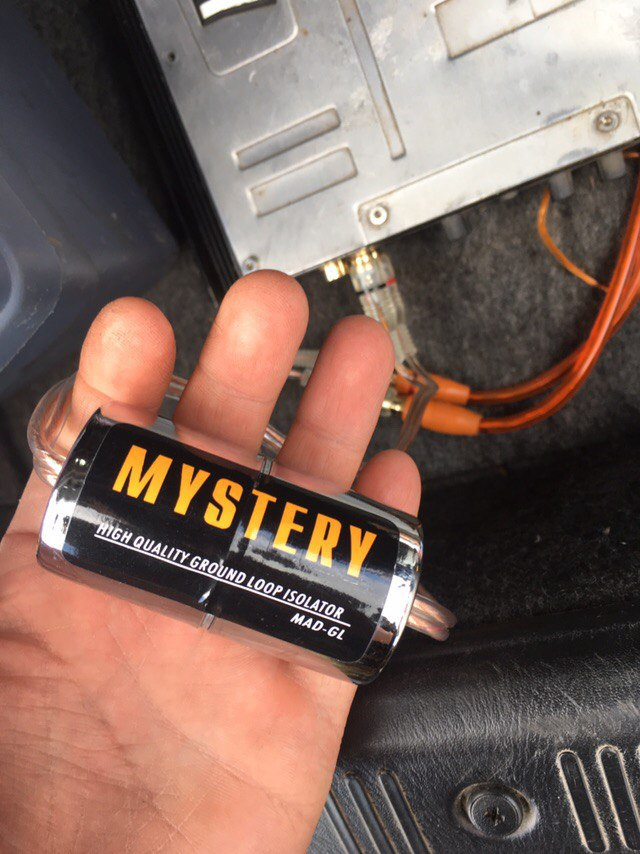 MYSTERY
HIGH QUALITY GROUND LOOP ISOLATOR
MAD-GL